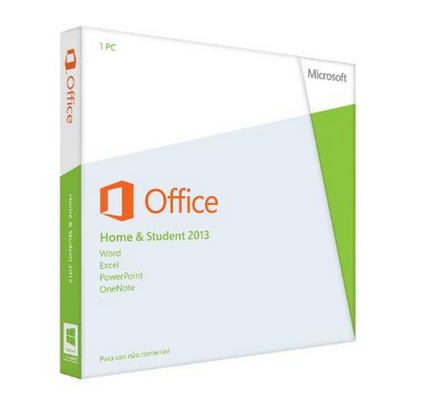 1 PC
Microsoft
Office
Office
Home & Student 2013
Word
Excel
PowerPoint
OneNote
Para uso não comercial
Home & Student 2013